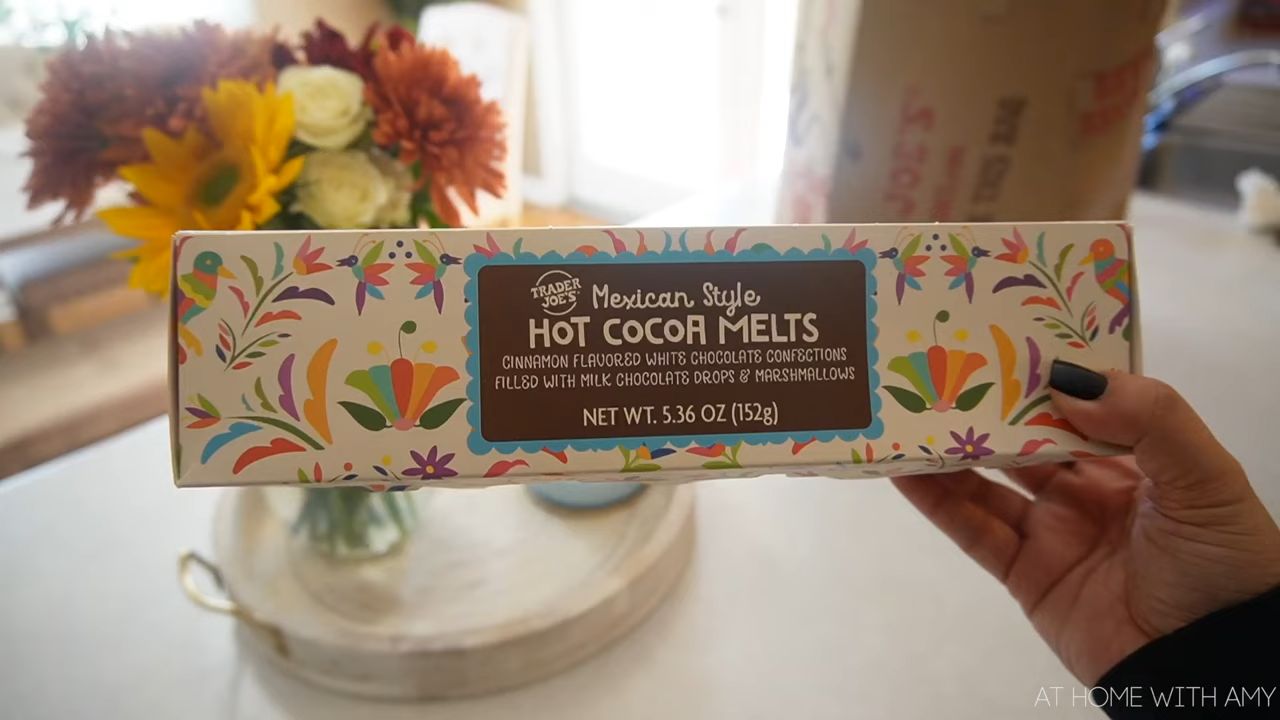 TRADER
JOE'S
Mexican Style
HOT COCOA MELTS
CINNAMON FLAVORED WHITE CHOCOLATE CONFECTIONS
FILLED WITH MILK CHOCOLATE DROPS & MARSHMALLOWS
NET WT. 5.36 OZ (152g)
AT HOME WITH AMY